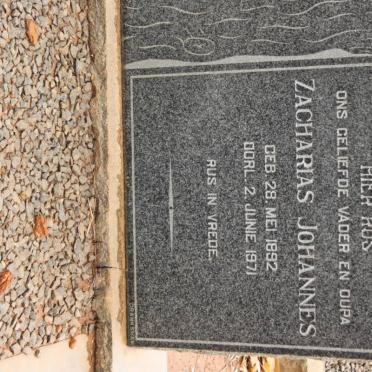 HIER RUS
ONS GELIEFDE VADER EN OUPA
ZACHARIAS JOHANNES
GEB. 28 MEI 1892
OORL. 2 JUNIE 1971
RUS IN VREDE.